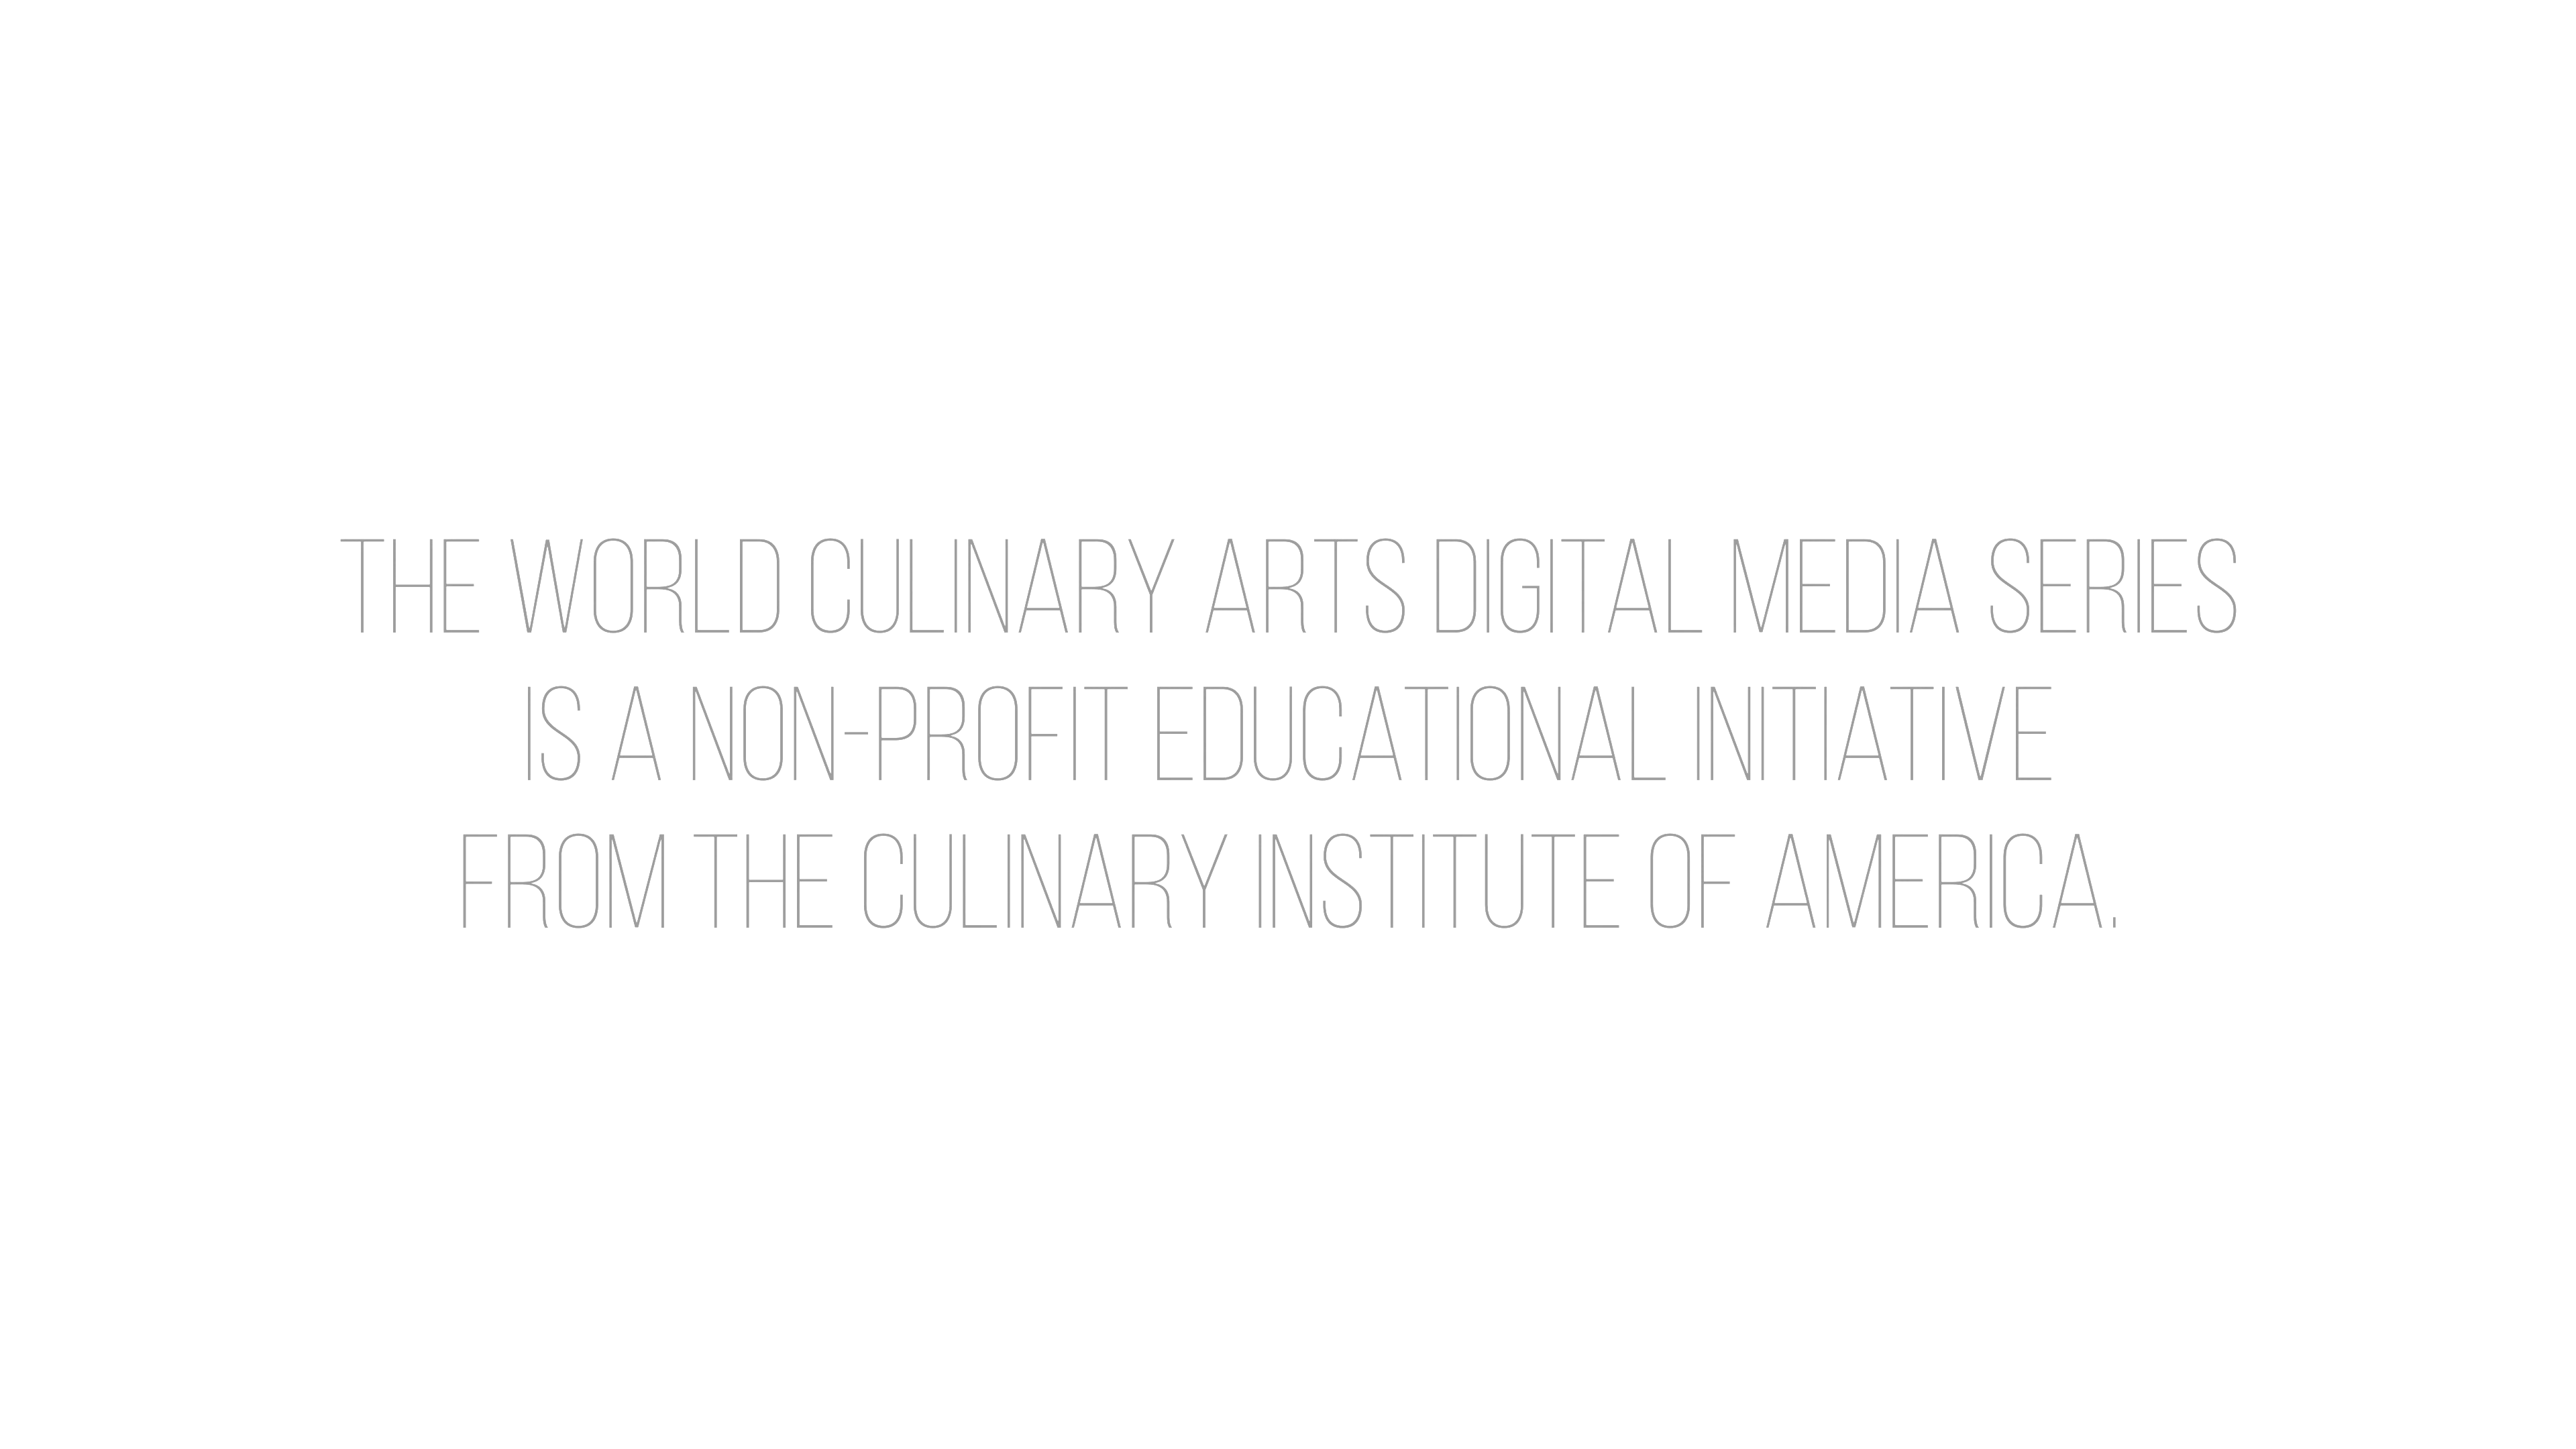 THE WORLD CULINARY ARTS DIGITAL MEDIA SERIES
IS A NON-PROFIT EDUCATIONAL INITIATIVE
FROM THE CULINARY INSTITUTE OF AMERICA.